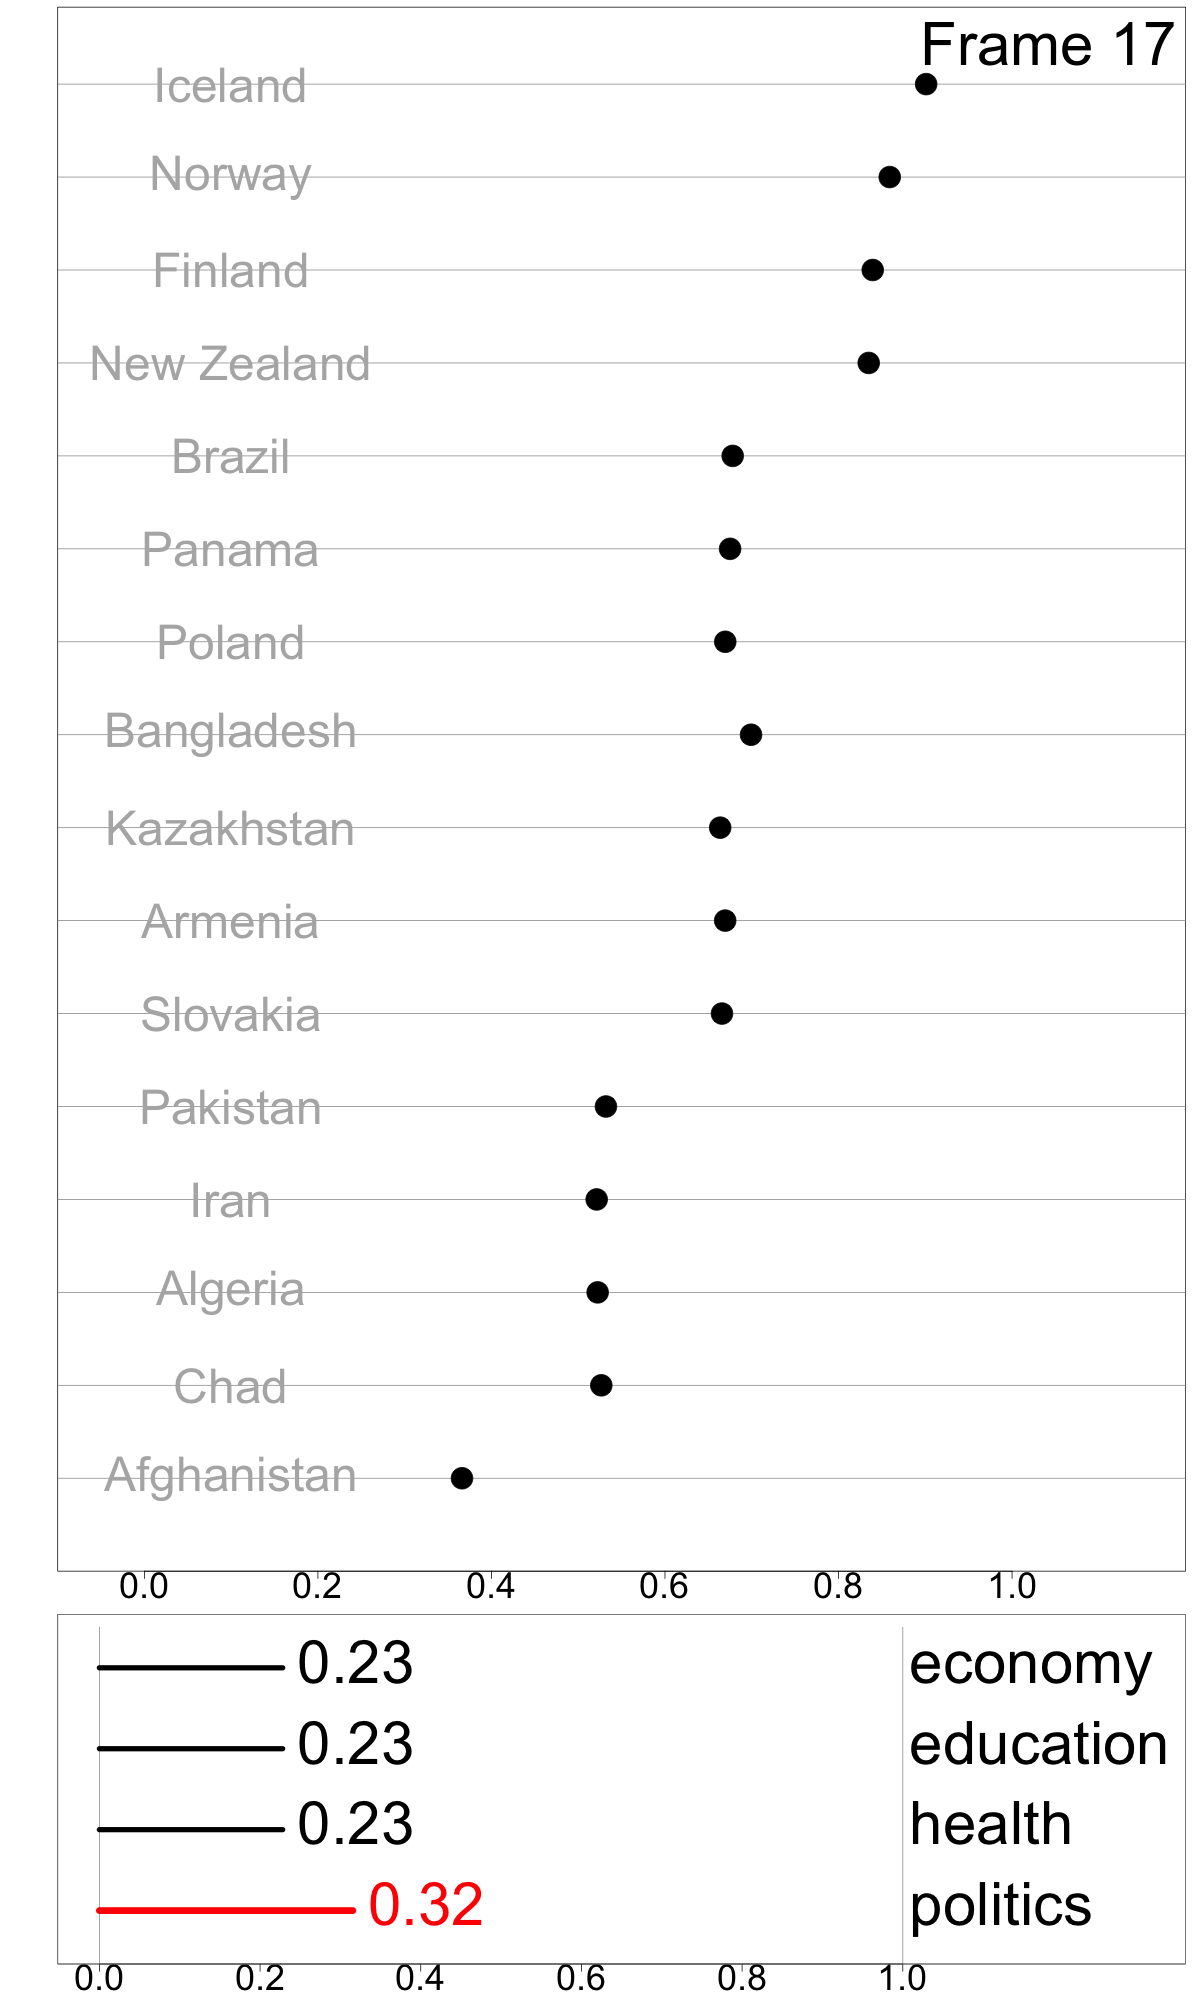 Frame 17
Iceland
Norway
Finland
New Zealand
Brazil
Panama
Poland
Bangladesh
Kazakhstan
Armenia
Slovakia
Pakistan
Iran
Algeria
Chad
Afghanistan
0.0 0.2 0.4 0.6 0.8 1.0
0.23 economy
0.23 education
0.23 health
0.32 politics
0.0 0.2 0.4 0.6 0.8 1.0